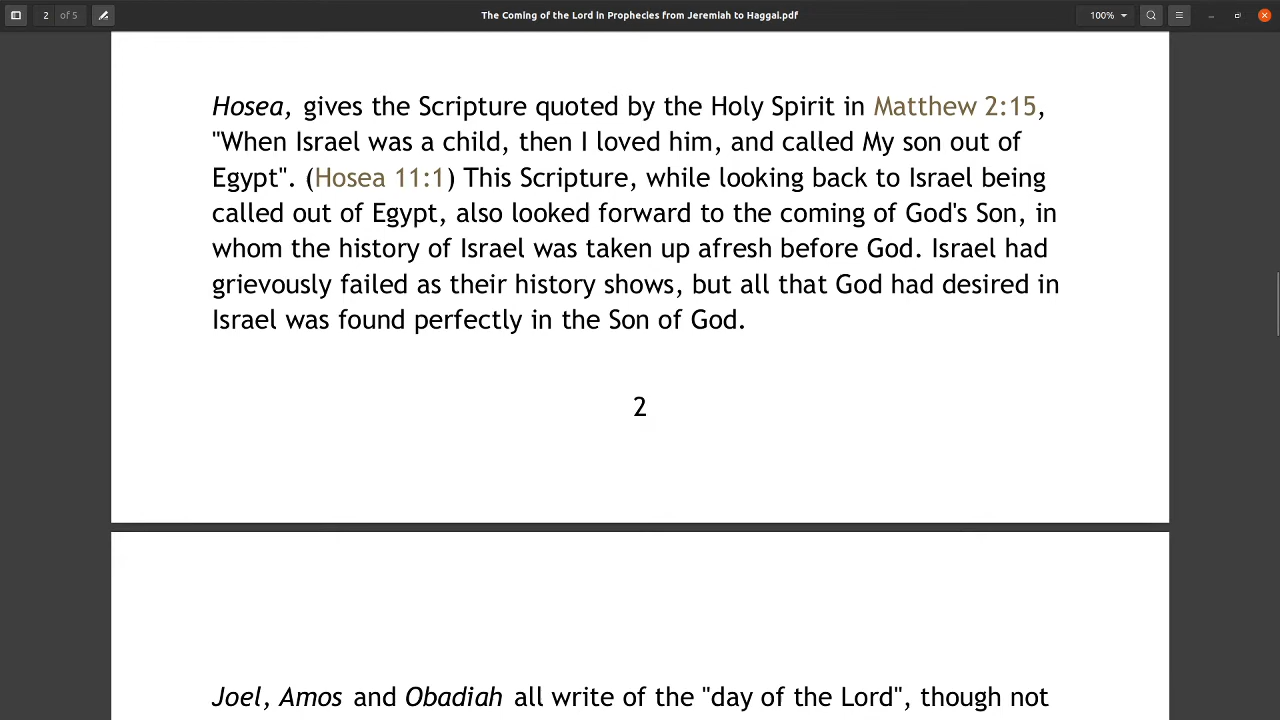 2 of 5
The Coming of the Lord in Prophecies from Jeremiah to Haggai.pdf
100%
Hosea, gives the Scripture quoted by the Holy Spirit in Matthew 2:15,
"When Israel was a child, then I loved him, and called My son out of
Egypt". (Hosea 11:1) This Scripture, while looking back to Israel being
called out of Egypt, also looked forward to the coming of God's Son, in
whom the history of Israel was taken up afresh before God. Israel had
grievously failed as their history shows, but all that God had desired in
Israel was found perfectly in the Son of God.
2
Joel, Amos and Obadiah all write of the "day of the Lord", though not